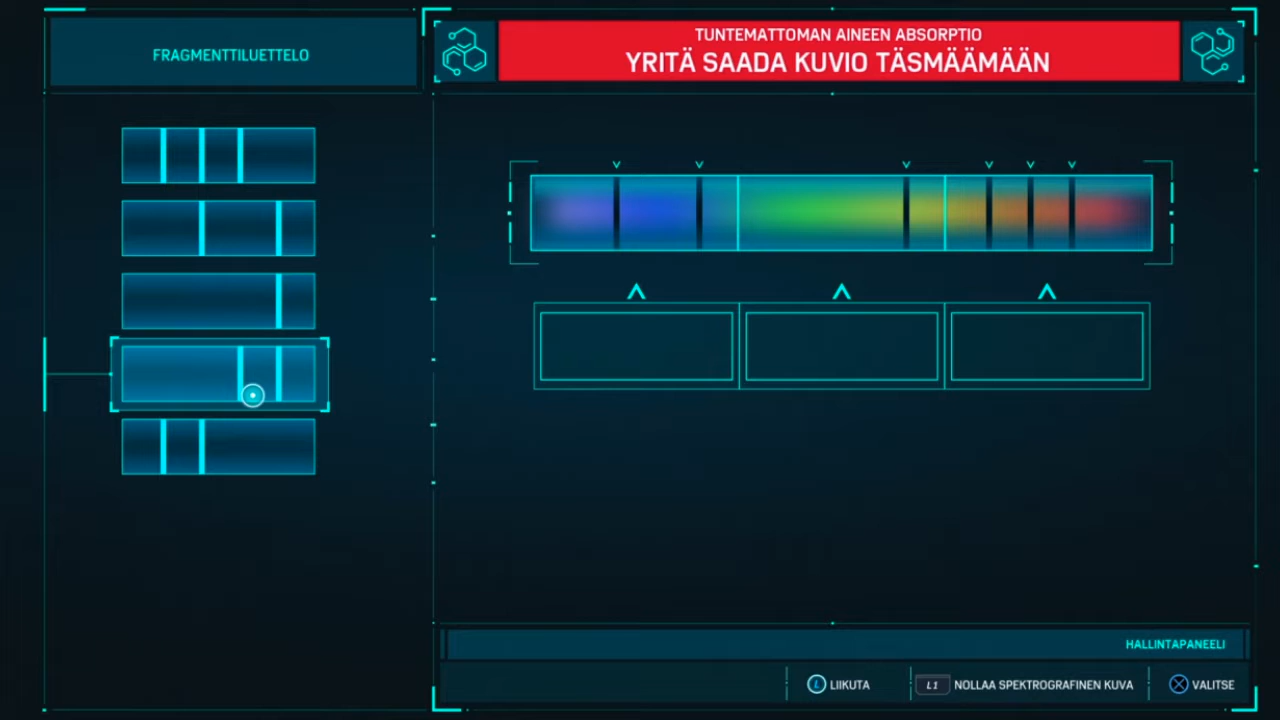 FRAGMENTTILUETTELO
TUNTEMATTOMAN AINEEN ABSORPTIO
YRITÄ SAADA KUVIO TÄSMÄÄMÄÄN
HALLINTAPANEELI
L LIIKUTA
L1 NOLLAA SPEKTROGRAFINEN KUVA
VALITSE